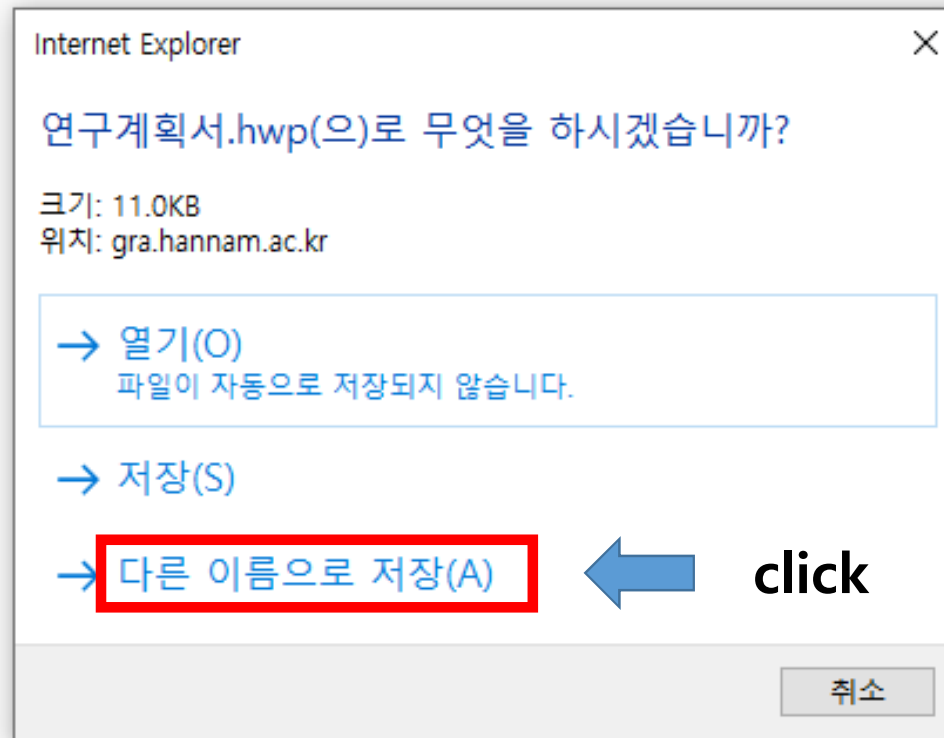 Internet Explorer
연구계획서.hwp(으)로 무엇을 하시겠습니까?
크기: 11.0KB
위치: gra.hannam.ac.kr
→ 열기(O)
파일이 자동으로 저장되지 않습니다.
→ 저장(S)
→ 다른 이름으로 저장(A)
click
취소